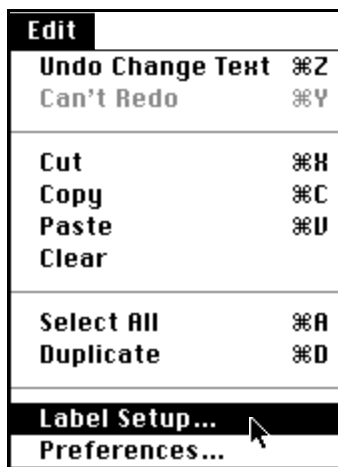 Edit
Undo Change Text ⌘Z
Can't Redo ⌘Y
Cut ⌘X
Copy ⌘C
Paste ⌘V
Clear
Select All ⌘A
Duplicate ⌘D
Label Setup...
Preferences...